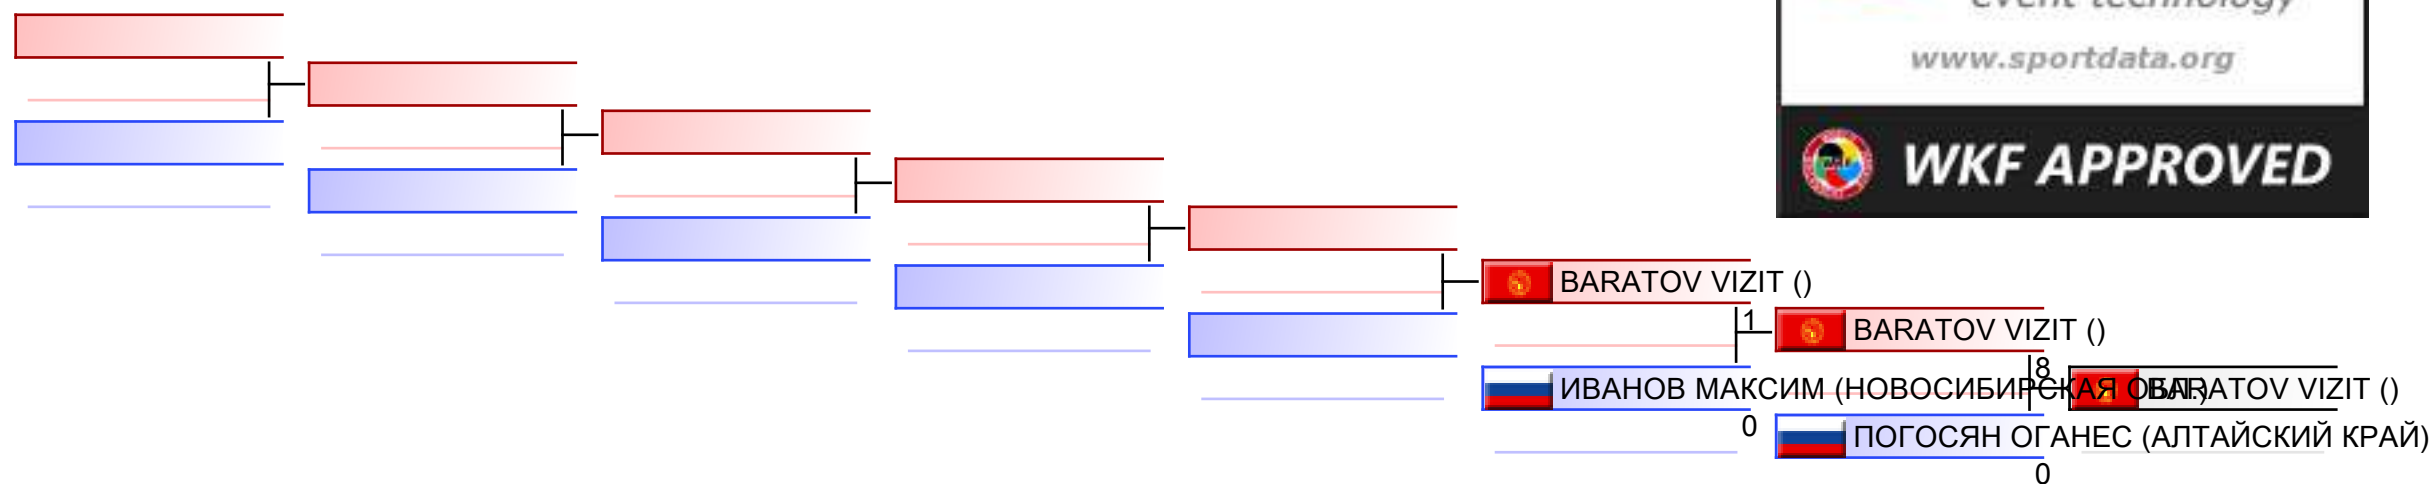 event technology
www.sportdata.org
WKF APPROVED
BARATOV VIZIT ()
1
BARATOV VIZIT ()
8
ИВАНОВ МАКСИМ (НОВОСИБИРСКАЯ ОБЛ.)
BARATOV VIZIT ()
0
ПОГОСЯН ОГАНЕС (АЛТАЙСКИЙ КРАЙ)
0